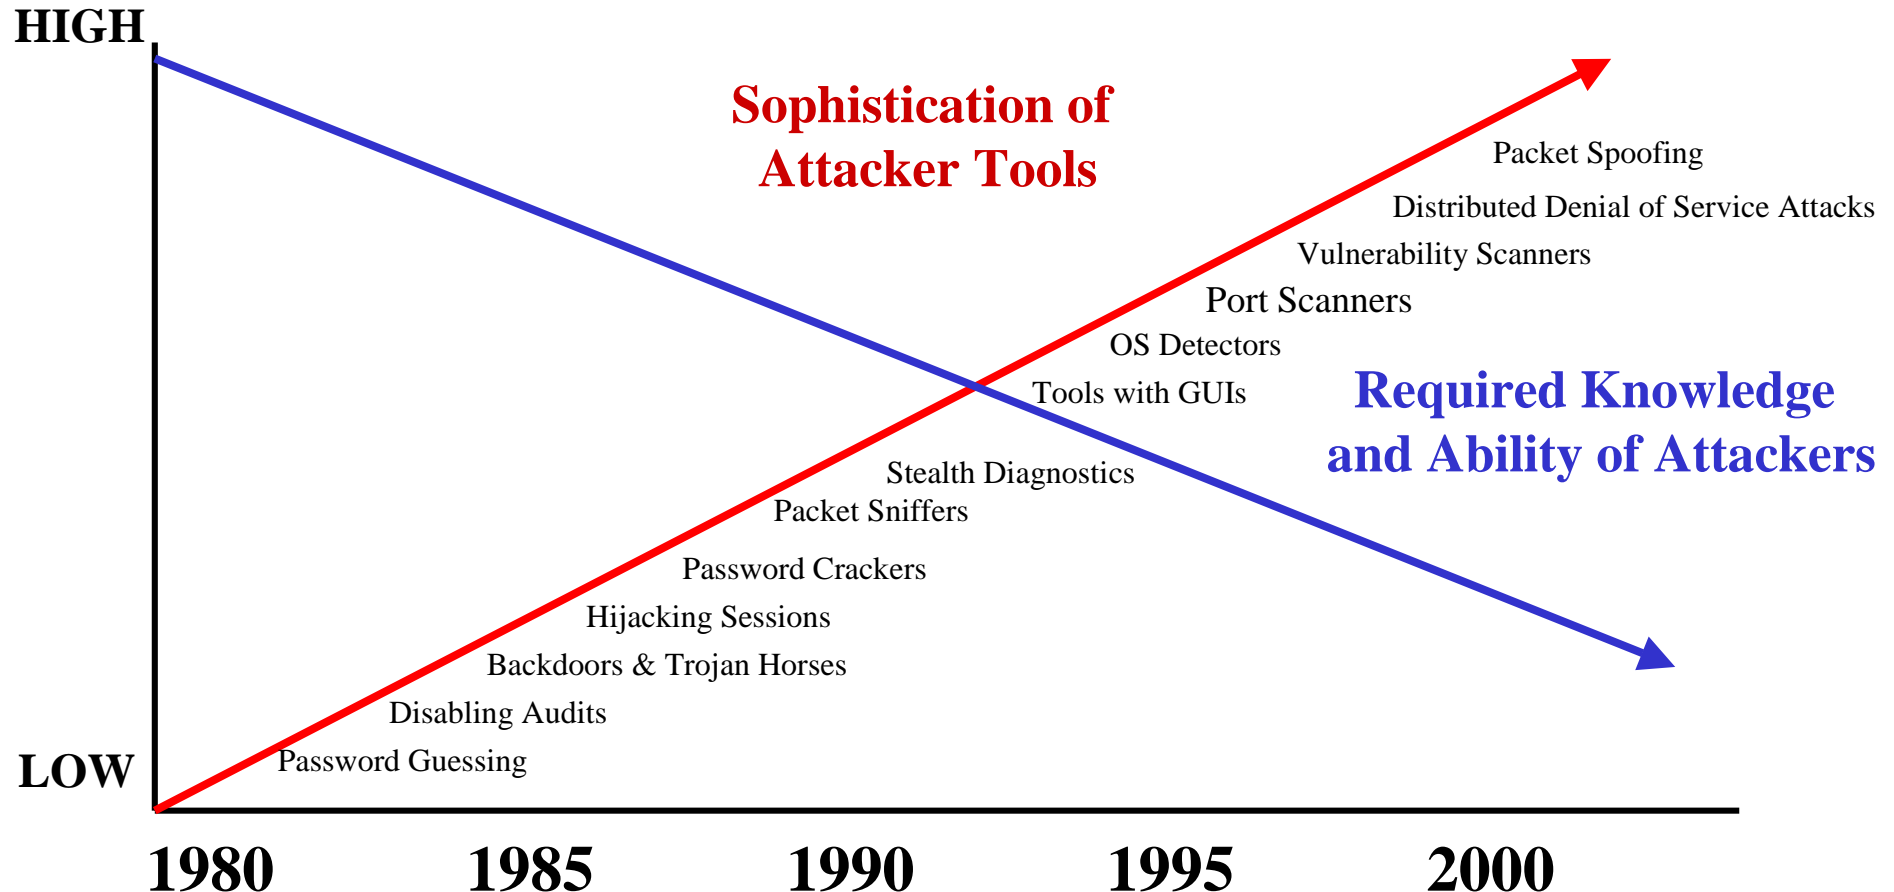 HIGH
Sophistication of
Attacker Tools
Packet Spoofing
Distributed Denial of Service Attacks
Vulnerability Scanners
Port Scanners
OS Detectors
Tools with GUIs
Required Knowledge
and Ability of Attackers
Stealth Diagnostics
Packet Sniffers
Password Crackers
Hijacking Sessions
Backdoors & Trojan Horses
Disabling Audits
Password Guessing
LOW
1980 1985 1990 1995 2000